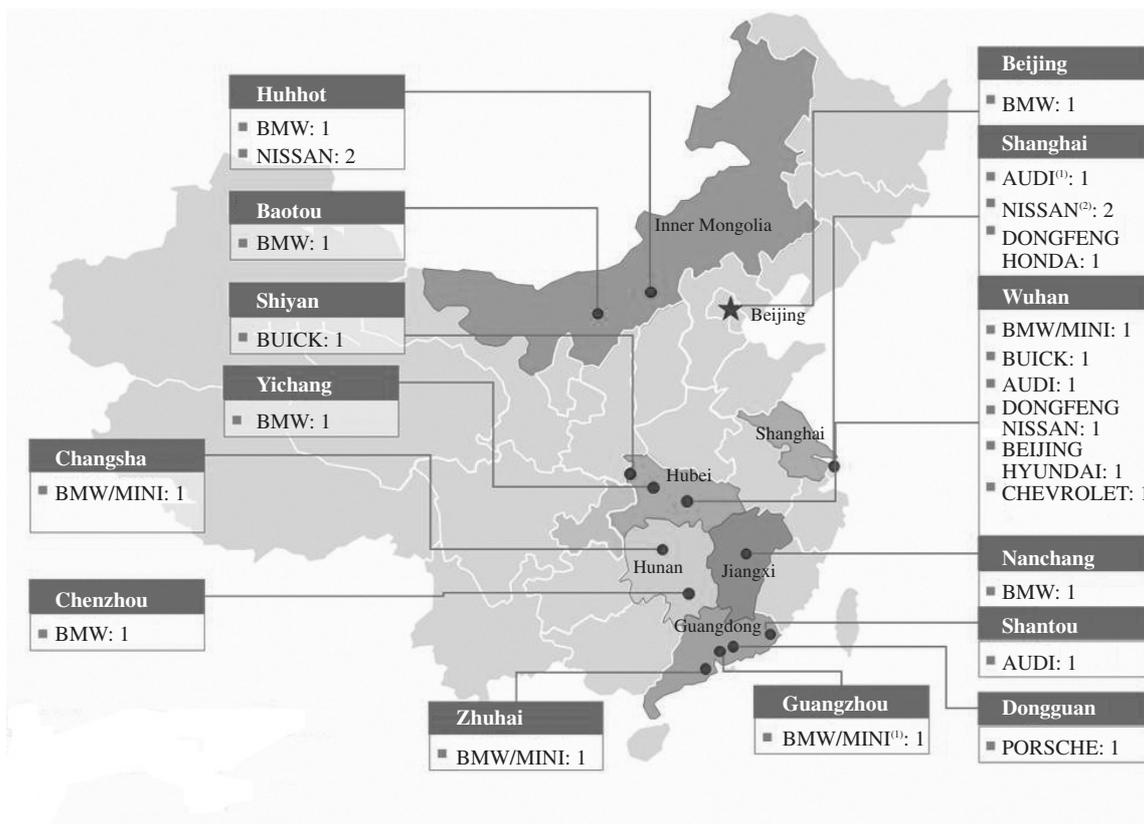 Huhhot
BMW: 1
NISSAN: 2
Baotou
BMW: 1
Shiyan
BUICK: 1
Yichang
BMW: 1
Changsha
BMW/MINI: 1
Chenzhou
BMW: 1
Zhuhai
BMW/MINI: 1
Guangzhou
BMW/MINI(1): 1
Inner Mongolia
Beijing
Shanghai
Hubei
Hunan
Jiangxi
Guangdong
Beijing
BMW: 1
Shanghai
AUDI(1): 1
NISSAN(2): 2
DONGFENG
HONDA: 1
Wuhan
BMW/MINI: 1
BUICK: 1
AUDI: 1
DONGFENG
NISSAN: 1
BEIJING
HYUNDAI: 1
CHEVROLET: 1
Nanchang
BMW: 1
Shantou
AUDI: 1
Dongguan
PORSCHE: 1